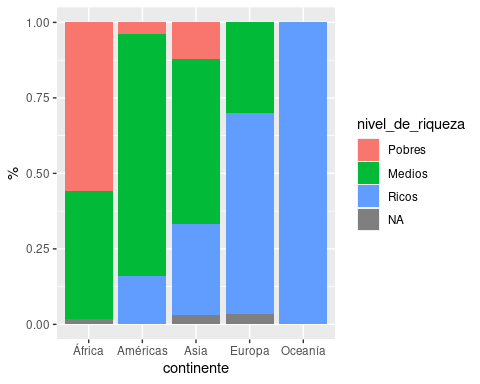 1.00
0.75
0.50
0.25
0.00
%
África Américas Asia Europa Oceanía
continente
nivel_de_riqueza
Pobres
Medios
Ricos
NA